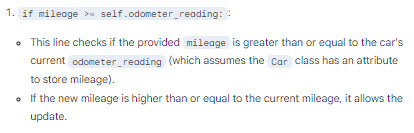 1. if mileage >= self.odometer_reading: :
This line checks if the provided mileage is greater than or equal to the car's
current odometer_reading (which assumes the Car class has an attribute
to store mileage).
If the new mileage is higher than or equal to the current mileage, it allows the
update.